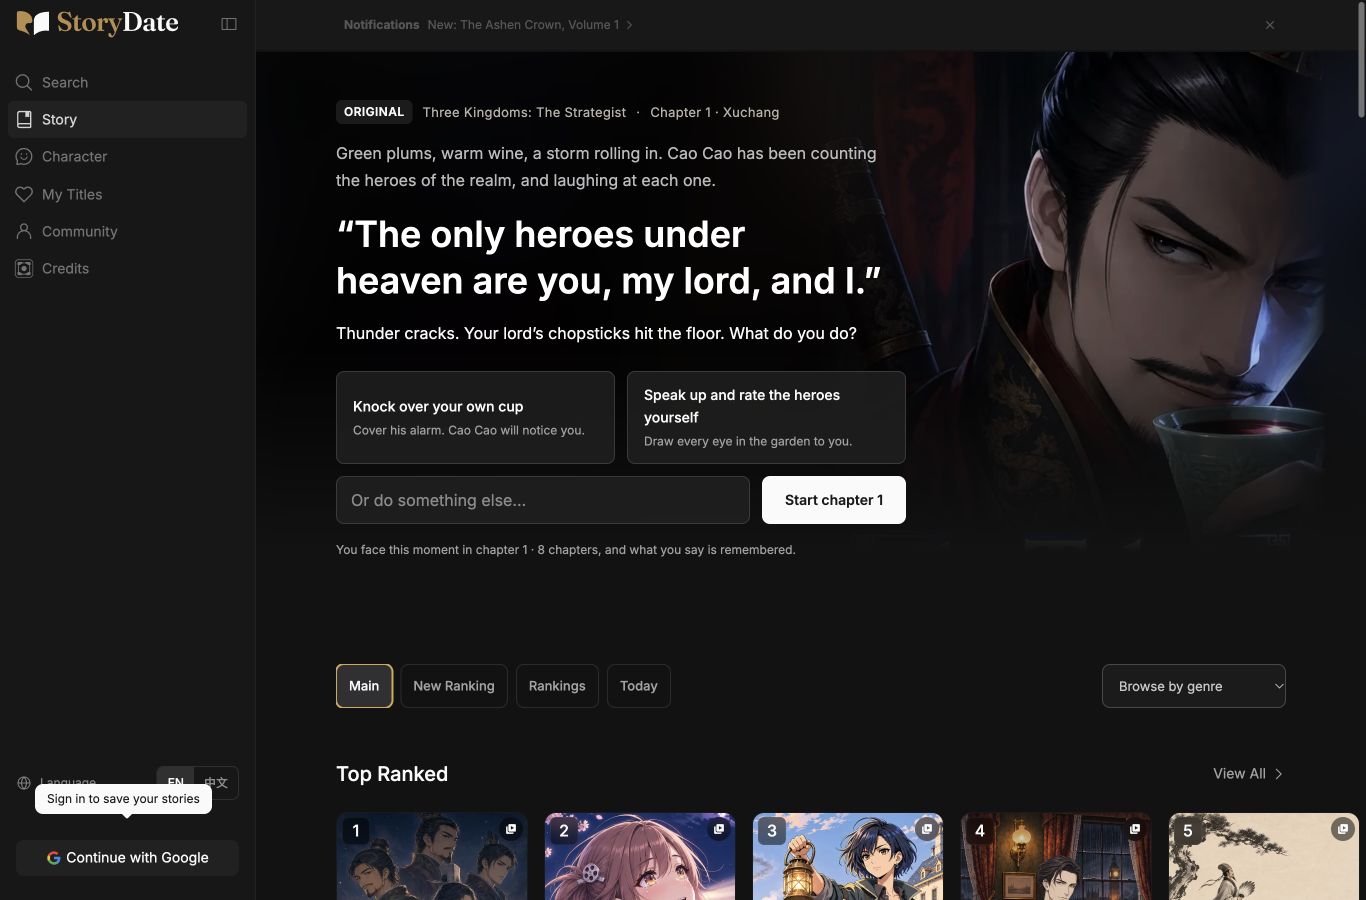 StoryDate
Search
Story
Character
My Titles
Community
Credits
Language
EN
中文
Sign in to save your stories
Continue with Google
Notifications New: The Ashen Crown, Volume 1
ORIGINAL Three Kingdoms: The Strategist · Chapter 1 · Xuchang
Green plums, warm wine, a storm rolling in. Cao Cao has been counting
the heroes of the realm, and laughing at each one.
“The only heroes under
heaven are you, my lord, and I.”
Thunder cracks. Your lord’s chopsticks hit the floor. What do you do?
Knock over your own cup
Cover his alarm. Cao Cao will notice you.
Speak up and rate the heroes
yourself
Draw every eye in the garden to you.
Or do something else...
Start chapter 1
You face this moment in chapter 1 · 8 chapters, and what you say is remembered.
Main
New Ranking
Rankings
Today
Browse by genre
Top Ranked
View All
1
2
3
4
5